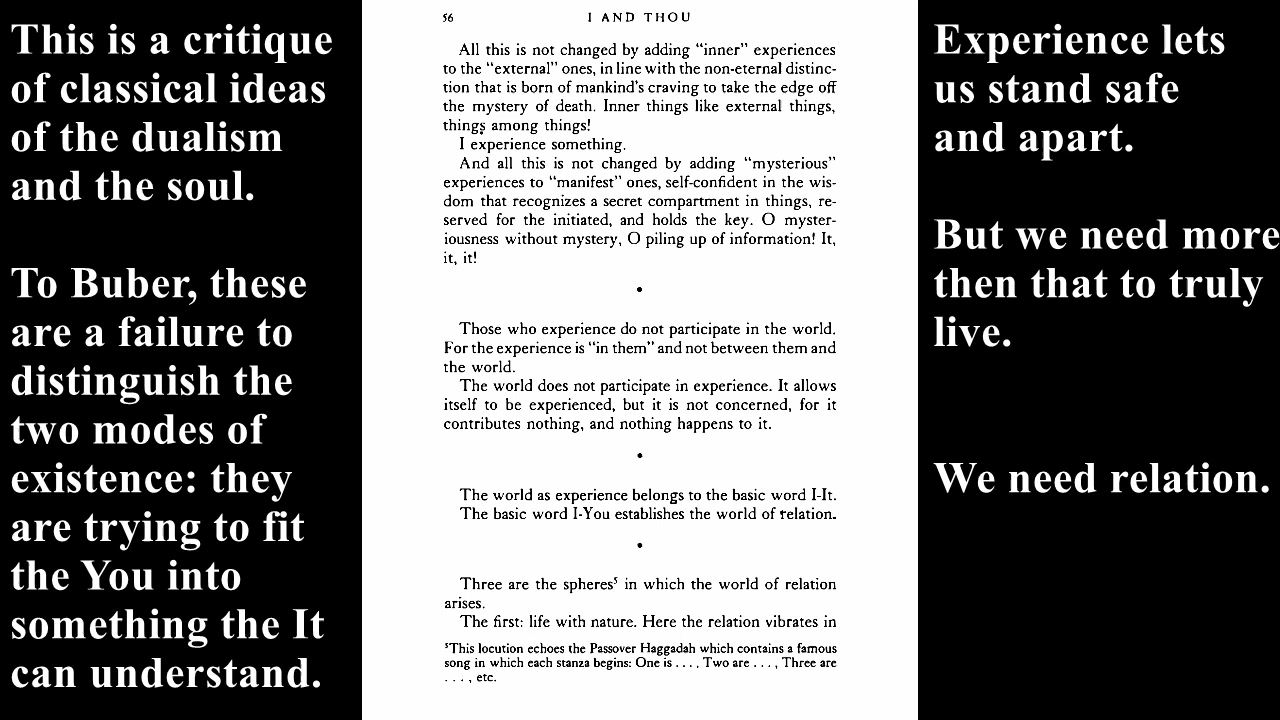 This is a critique
of classical ideas
of the dualism
and the soul.
To Buber, these
are a failure to
distinguish the
two modes of
existence: they
are trying to fit
the You into
something the It
can understand.
56 I AND THOU
All this is not changed by adding “inner” experiences
to the “external” ones, in line with the non-eternal distinc-
tion that is born of mankind’s craving to take the edge off
the mystery of death. Inner things like external things,
things among things!
I experience something.
And all this is not changed by adding “mysterious”
experiences to “manifest” ones, self-confident in the wis-
dom that recognizes a secret compartment in things, re-
served for the initiated, and holds the key. O myster-
iousness without mystery, O piling up of information! It,
it, it!
•
Those who experience do not participate in the world.
For the experience is “in them” and not between them and
the world.
The world does not participate in experience. It allows
itself to be experienced, but it is not concerned, for it
contributes nothing, and nothing happens to it.
•
The world as experience belongs to the basic word I-It.
The basic word I-You establishes the world of relation.
•
Three are the spheres⁵ in which the world of relation
arises.
The first: life with nature. Here the relation vibrates in
⁵This locution echoes the Passover Haggadah which contains a famous
song in which each stanza begins: One is . . . , Two are . . . , Three are
. . . , etc.
Experience lets
us stand safe
and apart.
But we need more
then that to truly
live.
We need relation.